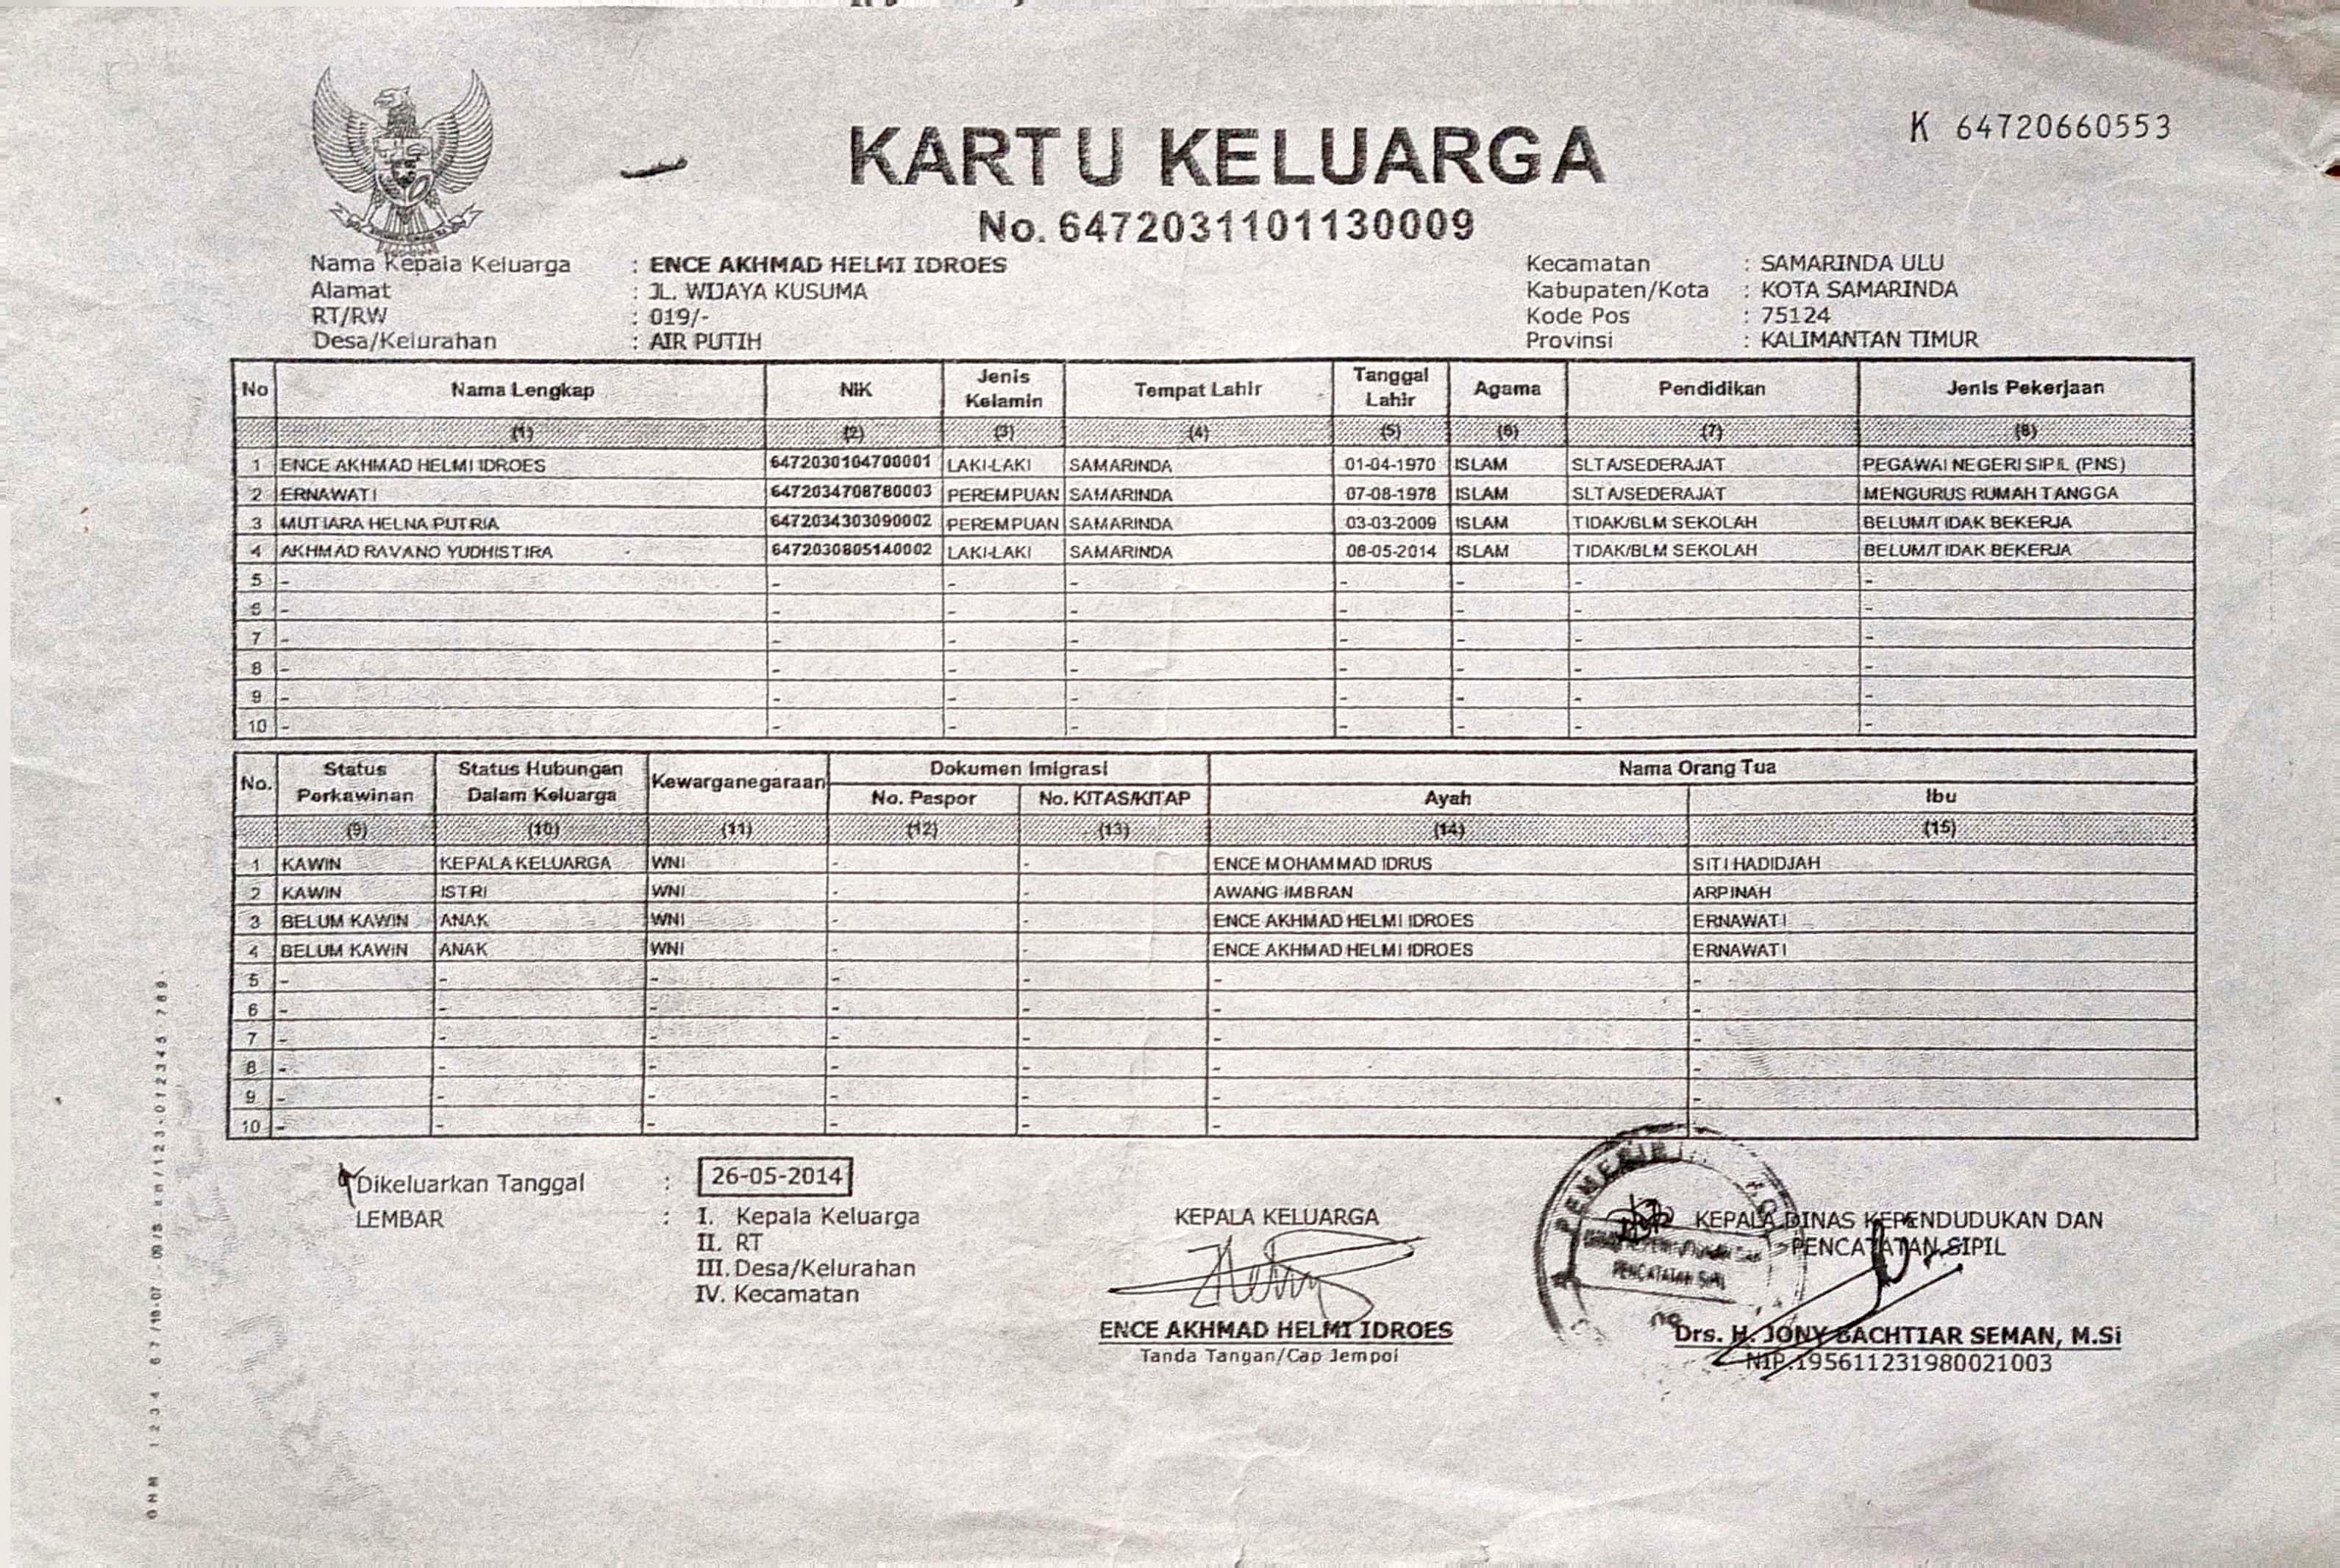 K 64720660553
KARTU KELUARGA
No. 6472031101130009
Nama Kepala Keluarga : ENCE AKHMAD HELMI IDROES
Alamat : JL. WIJAYA KUSUMA
RT/RW : 019/-
Desa/Kelurahan : AIR PUTIH
Kecamatan : SAMARINDA ULU
Kabupaten/Kota : KOTA SAMARINDA
Kode Pos : 75124
Provinsi : KALIMANTAN TIMUR
No Nama Lengkap NIK Jenis Kelamin Tempat Lahir Tanggal Lahir Agama Pendidikan Jenis Pekerjaan
(1) (2) (3) (4) (5) (6) (7) (8)
1 ENCE AKHMAD HELMI IDROES 6472030104700001 LAKI-LAKI SAMARINDA 01-04-1970 ISLAM SLTA/SEDERAJAT PEGAWAI NEGERI SIPIL (PNS)
2 ERNAWATI 6472034708780003 PEREMPUAN SAMARINDA 07-08-1978 ISLAM SLTA/SEDERAJAT MENGURUS RUMAH TANGGA
3 MUTIARA HELNA PUTRIA 6472034303090002 PEREMPUAN SAMARINDA 03-03-2009 ISLAM TIDAK/BLM SEKOLAH BELUM/TIDAK BEKERJA
4 AKHMAD RAVANO YUDHISTIRA 6472030805140002 LAKI-LAKI SAMARINDA 08-05-2014 ISLAM TIDAK/BLM SEKOLAH BELUM/TIDAK BEKERJA
5 - - - - - - - -
6 - - - - - - - -
7 - - - - - - - -
8 - - - - - - - -
9 - - - - - - - -
10 - - - - - - - -
No. Status Perkawinan Status Hubungan Dalam Keluarga Kewarganegaraan Dokumen Imigrasi Nama Orang Tua
No. Paspor No. KITAS/KITAP Ayah Ibu
(9) (10) (11) (12) (13) (14) (15)
1 KAWIN KEPALA KELUARGA WNI - - ENCE MOHAMMAD IDRUS SITI HADIDJAH
2 KAWIN ISTRI WNI - - AWANG IMBRAN ARPINAH
3 BELUM KAWIN ANAK WNI - - ENCE AKHMAD HELMI IDROES ERNAWATI
4 BELUM KAWIN ANAK WNI - - ENCE AKHMAD HELMI IDROES ERNAWATI
5 - - - - - - -
6 - - - - - - -
7 - - - - - - -
8 - - - - - - -
9 - - - - - - -
10 - - - - - - -
Dikeluarkan Tanggal : 26-05-2014
LEMBAR : I. Kepala Keluarga
II. RT
III. Desa/Kelurahan
IV. Kecamatan
KEPALA KELUARGA
ENCE AKHMAD HELMI IDROES
Tanda Tangan/Cap Jempol
KEPALA DINAS KEPENDUDUKAN DAN
PENCATATAN SIPIL
PENCATATAN SIPIL
Drs. H. JONY BACHTIAR SEMAN, M.Si
NIP.195611231980021003